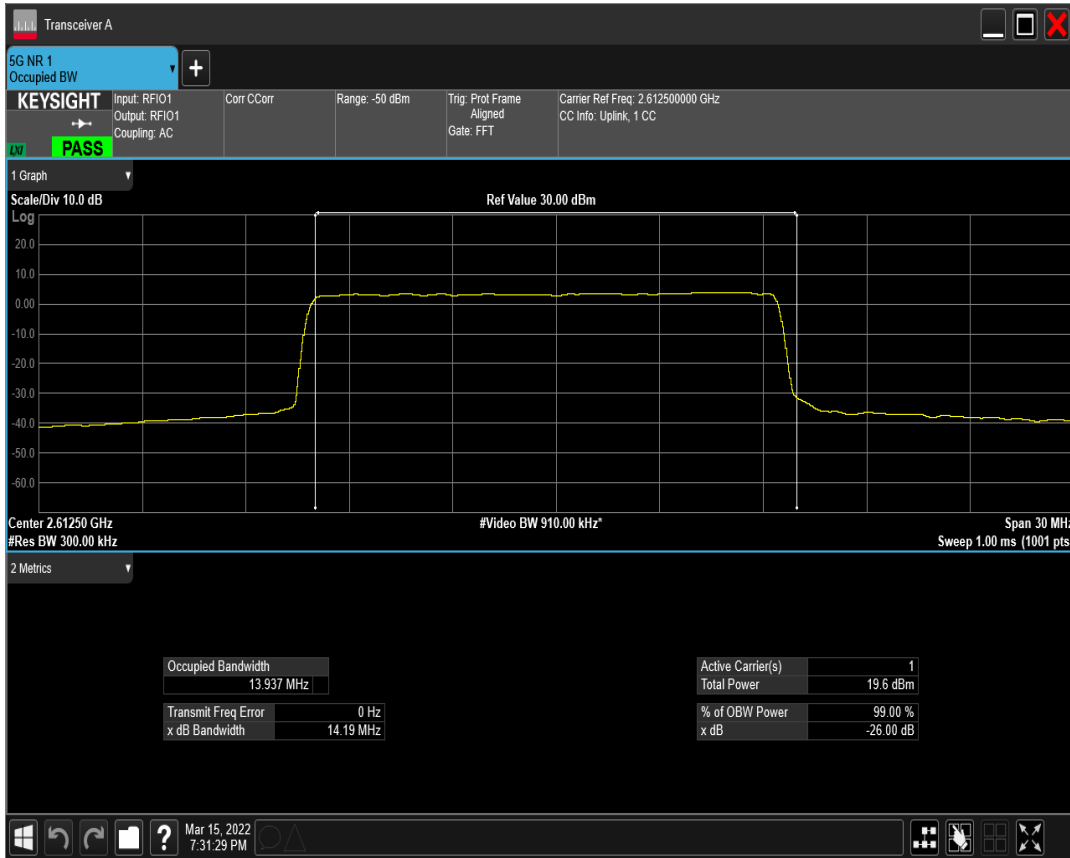 Transceiver A
5G NR 1
Occupied BW
KEYSIGHT
LXI
PASS
Input: RFIO1
Output: RFIO1
Coupling: AC
Corr CCorr
Range: -50 dBm
Trig: Prot Frame
Aligned
Gate: FFT
Carrier Ref Freq: 2.612500000 GHz
CC Info: Uplink, 1 CC
1 Graph
Scale/Div 10.0 dB
Ref Value 30.00 dBm
Log
20.0
10.0
0.00
-10.0
-20.0
-30.0
-40.0
-50.0
-60.0
Center 2.61250 GHz
#Video BW 910.00 kHz*
Span 30 MHz
#Res BW 300.00 kHz
Sweep 1.00 ms (1001 pts
2 Metrics
Occupied Bandwidth
13.937 MHz
Transmit Freq Error 0 Hz
x dB Bandwidth 14.19 MHz
Active Carrier(s) 1
Total Power 19.6 dBm
% of OBW Power 99.00 %
x dB -26.00 dB
?
Mar 15, 2022
7:31:29 PM